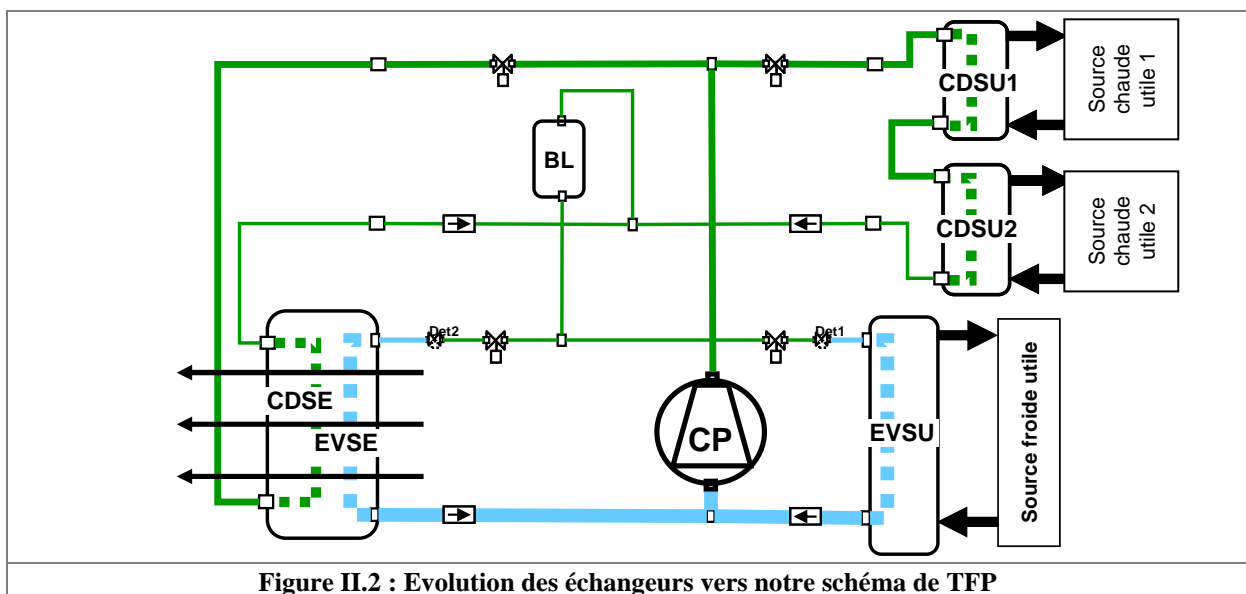 CDSU1
Source
chaude
utile 1
BL
CDSU2
Source
chaude
utile 2
Det2
Det1
CDSE
EVSE
CP
EVSU
Source froide utile
Figure II.2 : Evolution des échangeurs vers notre schéma de TFP